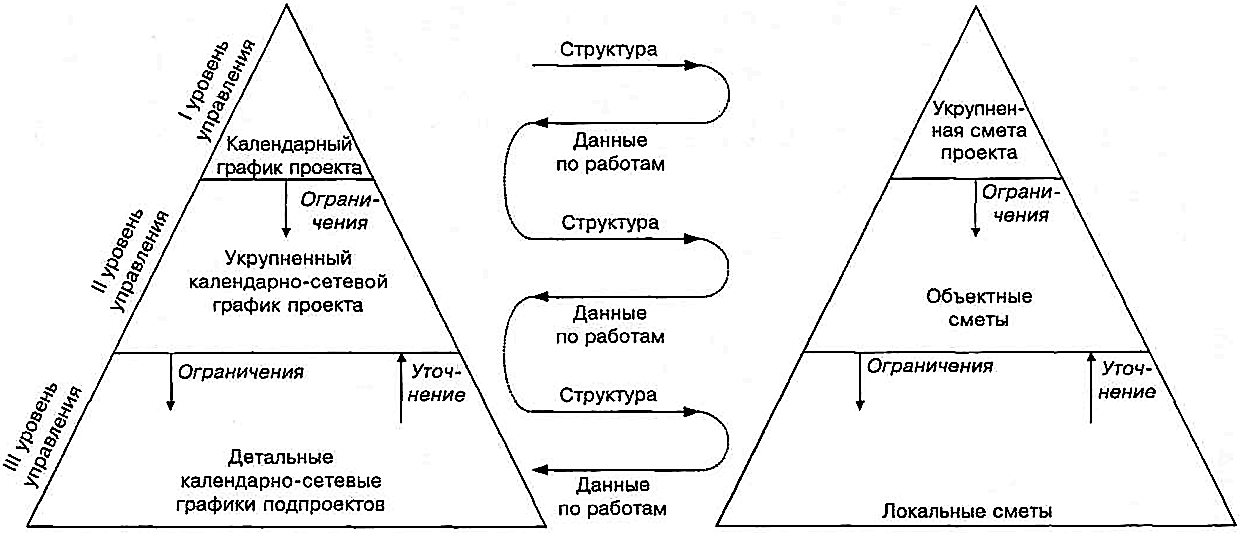 I уровень
управления
Календарный
график проекта
Ограни-
чения
II уровень
управления
Укрупненный
календарно-сетевой
график проекта
Ограничения
Уточ-
нение
III уровень
управления
Детальные
календарно-сетевые
графики подпроектов
Структура
Данные
по работам
Структура
Данные
по работам
Структура
Данные
по работам
Укрупнен-
ная смета
проекта
Ограни-
чения
Объектные
сметы
Ограничения
Уточ-
нение
Локальные сметы